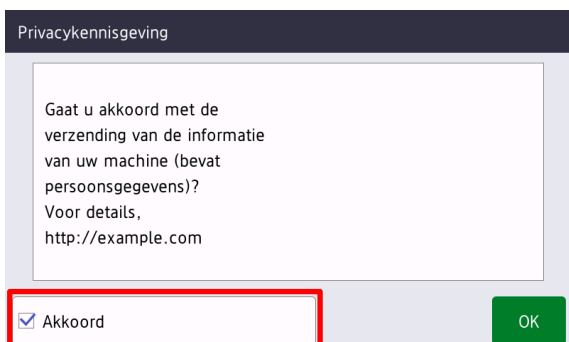 Privacykennisgeving
Gaat u akkoord met de
verzending van de informatie
van uw machine (bevat
persoonsgegevens)?
Voor details,
http://example.com
Akkoord
OK